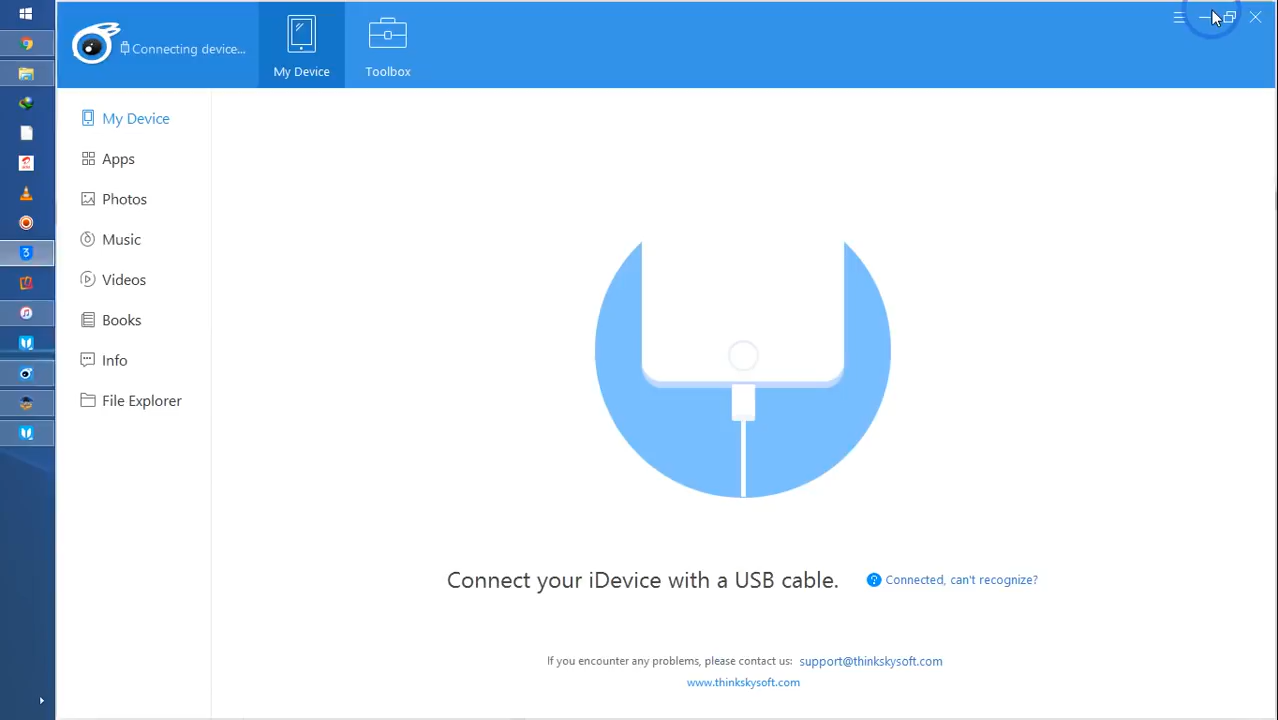 Connecting device...
My Device
Toolbox
My Device
Apps
Photos
Music
Videos
Books
Info
File Explorer
Connect your iDevice with a USB cable.
? Connected, can't recognize?
If you encounter any problems, please contact us: support@thinkskysoft.com
www.thinkskysoft.com
3